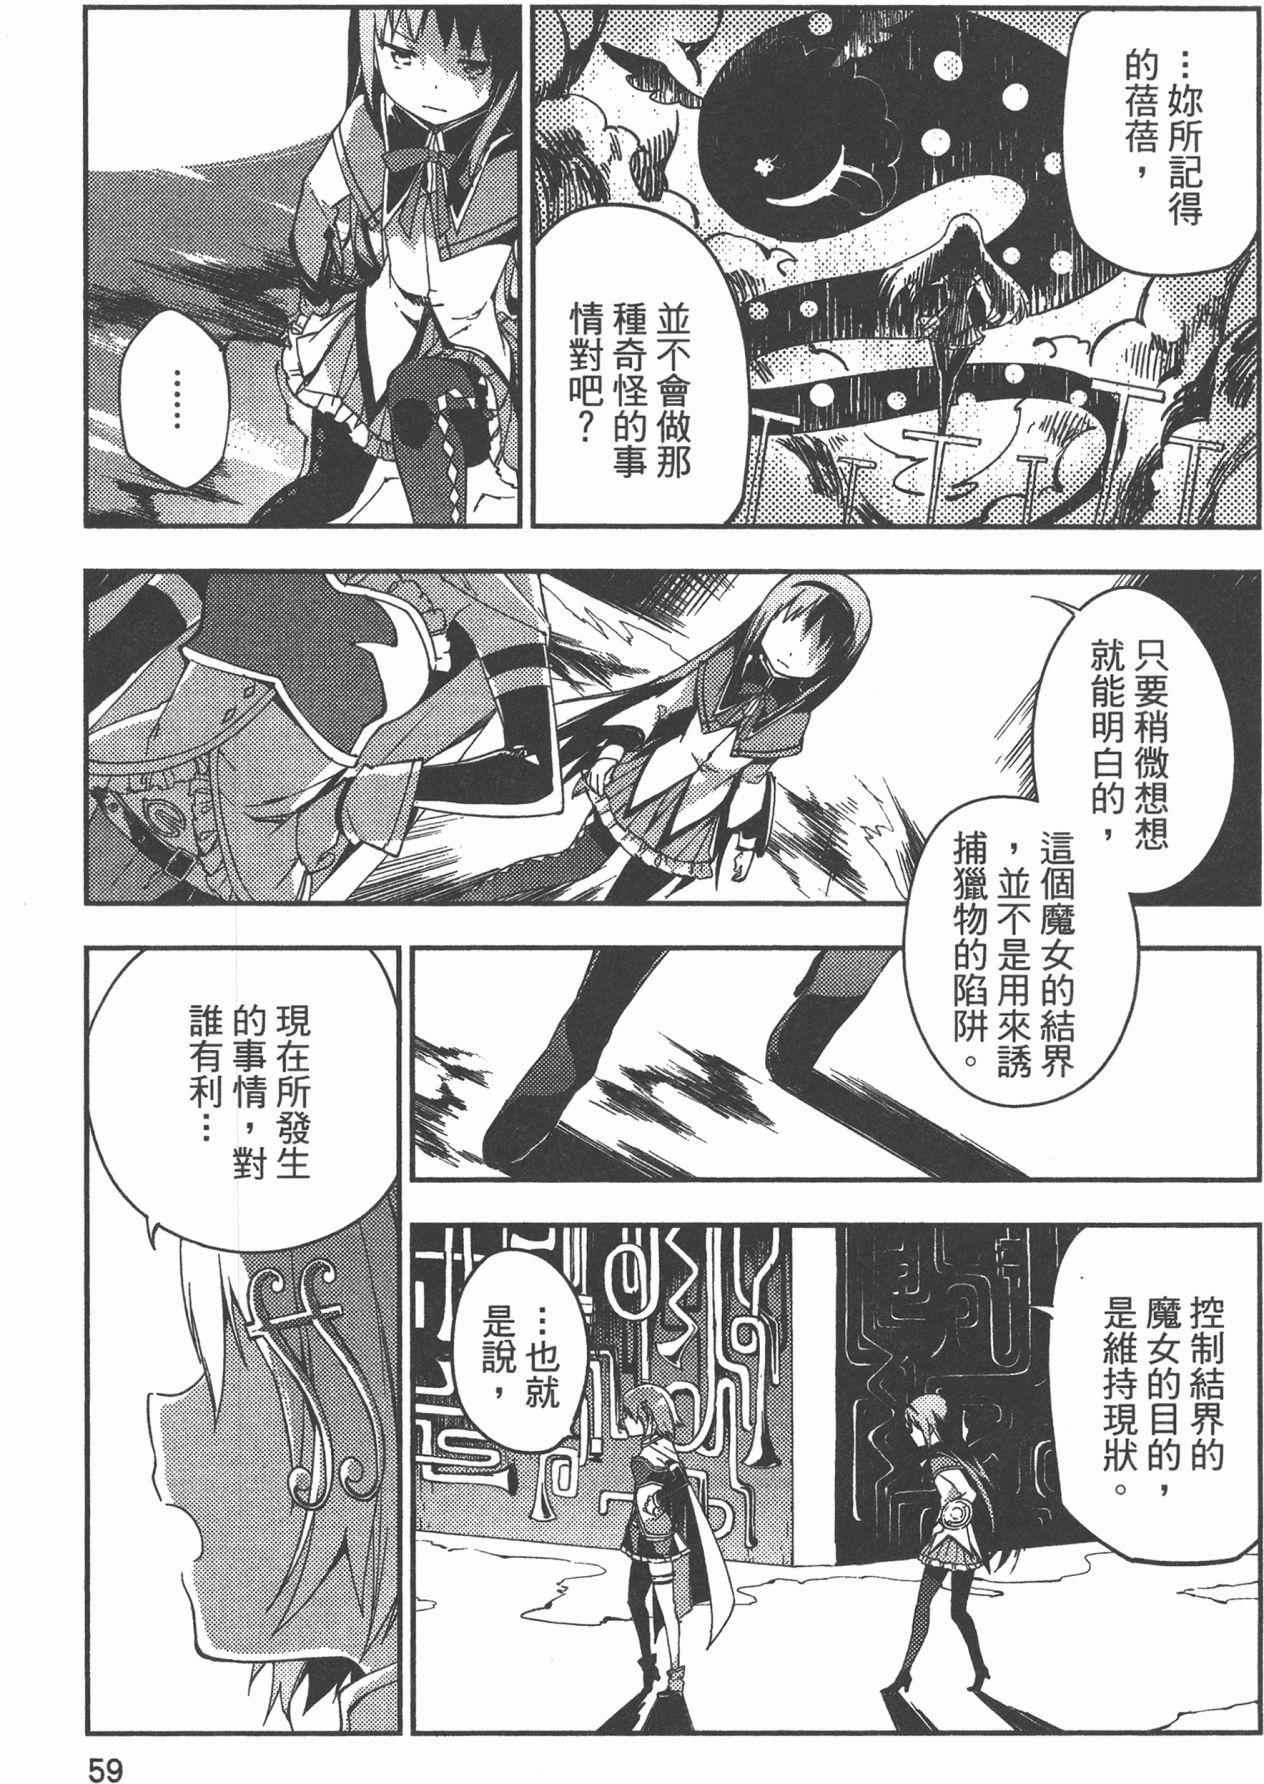 …妳所記得
的蓓蓓，
並不會做那
種奇怪的事
情對吧？
……
只要稍微想想
就能明白的，
這個魔女的結界
，並不是用來誘
捕獵物的陷阱。
控制結界的
魔女的目的，
是維持現狀。
…也就
是說，
現在所發生
的事情，對
誰有利…
59